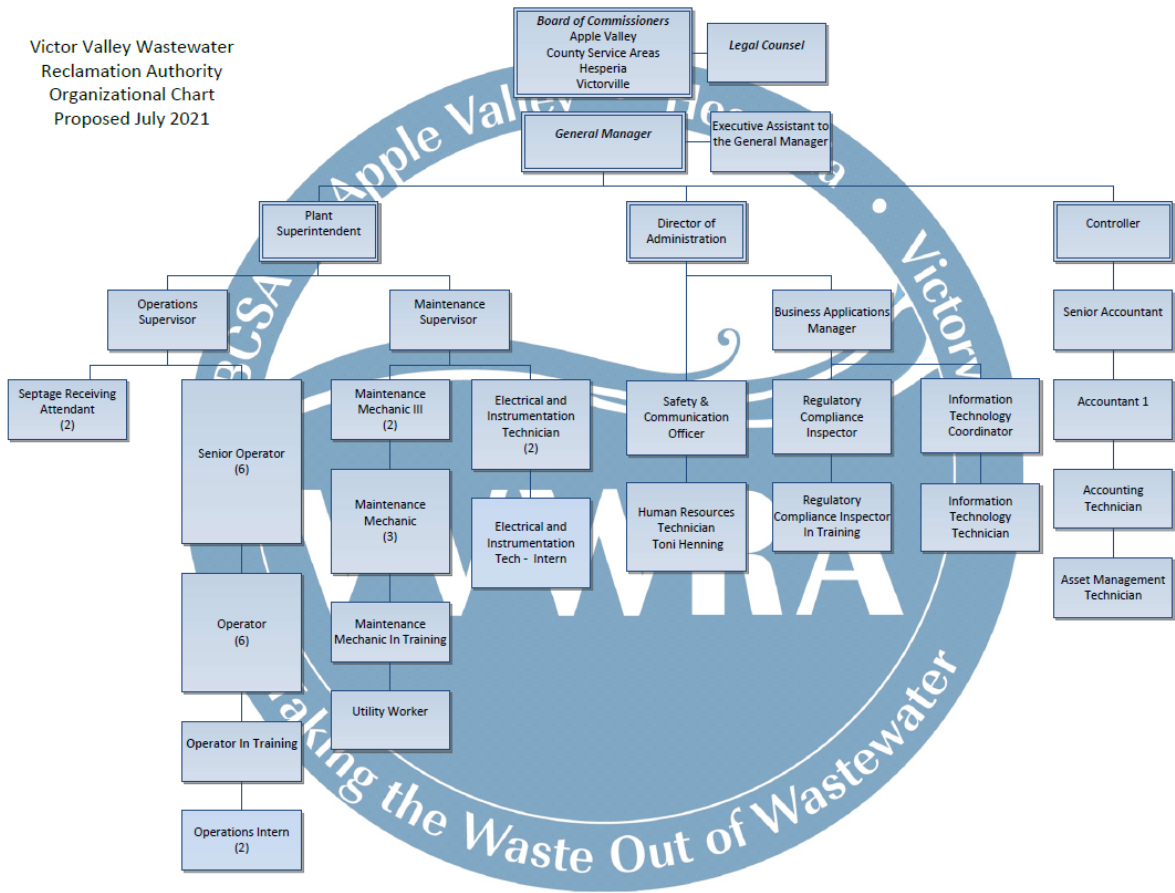 Victor Valley Wastewater
Reclamation Authority
Organizational Chart
Proposed July 2021
Board of Commissioners
Apple Valley
County Service Areas
Hesperia
Victorville
Legal Counsel
General Manager
Executive Assistant to
the General Manager
Plant
Superintendent
Director of
Administration
Controller
Operations
Supervisor
Maintenance
Supervisor
Business Applications
Manager
Senior Accountant
Septage Receiving
Attendant
(2)
Senior Operator
(6)
Maintenance
Mechanic III
(2)
Electrical and
Instrumentation
Technician
(2)
Safety &
Communication
Officer
Regulatory
Compliance
Inspector
Information
Technology
Coordinator
Accountant 1
Maintenance
Mechanic
(3)
Electrical and
Instrumentation
Tech - Intern
Human Resources
Technician
Toni Henning
Regulatory
Compliance Inspector
In Training
Information
Technology
Technician
Accounting
Technician
Operator
(6)
Maintenance
Mechanic In Training
Asset Management
Technician
Utility Worker
Operator In Training
Operations Intern
(2)
BCSA Apple Valley • Victorv
VVWRA
Taking the Waste Out of Wastewater